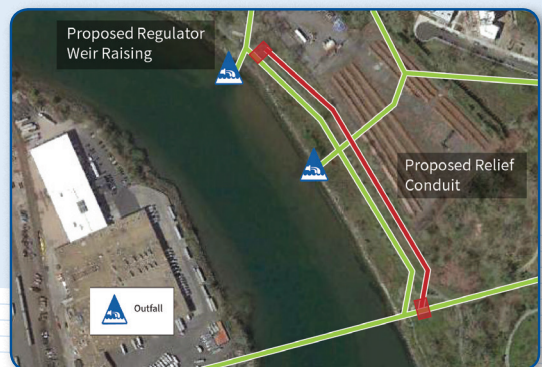 Proposed Regulator
Weir Raising
Proposed Relief
Conduit
Outfall